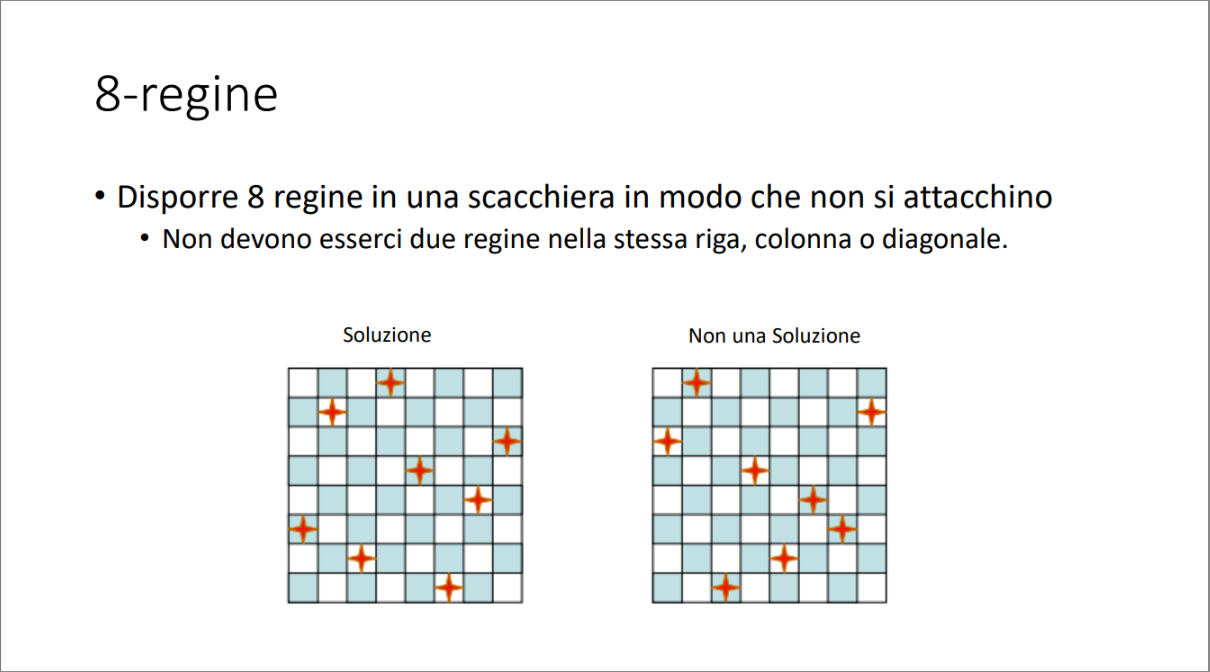 8-regine
• Disporre 8 regine in una scacchiera in modo che non si attacchino
• Non devono esserci due regine nella stessa riga, colonna o diagonale.
Soluzione
Non una Soluzione